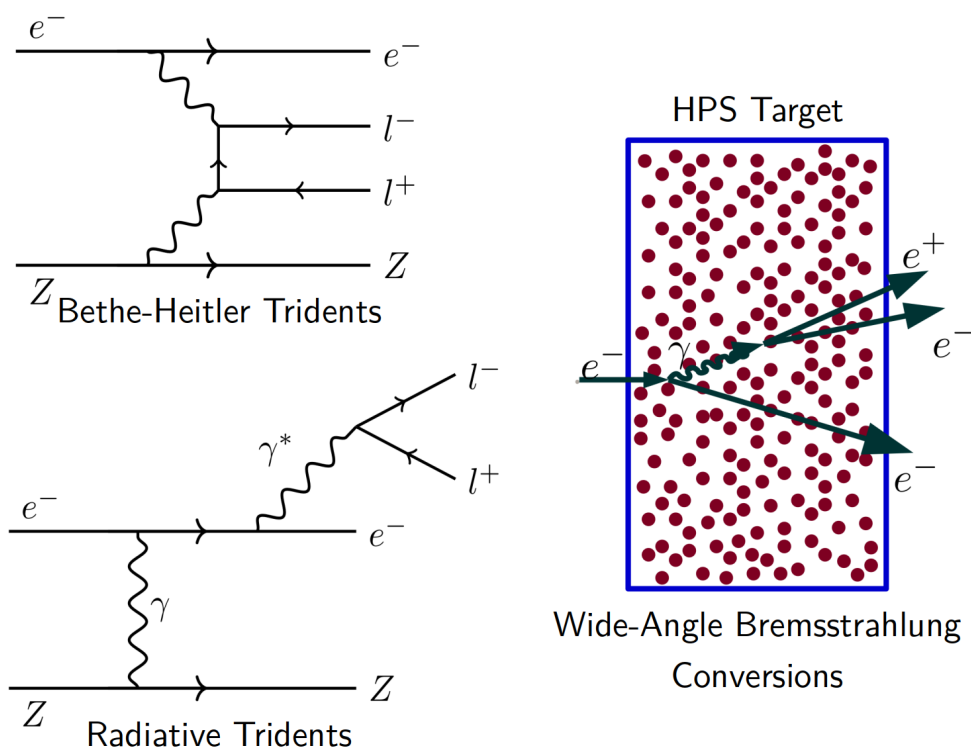 e⁻
e⁻
l⁻
l⁺
Z
Z
Bethe-Heitler Tridents
l⁻
γ*
l⁺
e⁻
e⁻
γ
Z
Z
Radiative Tridents
HPS Target
e⁺
e⁻
γ
e⁻
e⁻
Wide-Angle Bremsstrahlung
Conversions